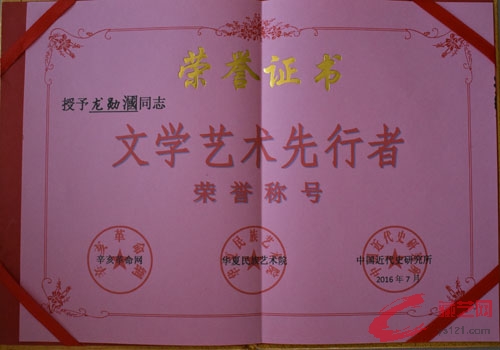 荣誉证书
授予龙勋涵同志
文学艺术先行者
荣誉称号
辛亥革命网 华夏民族艺术院 中国近代史研究所
2016年7月